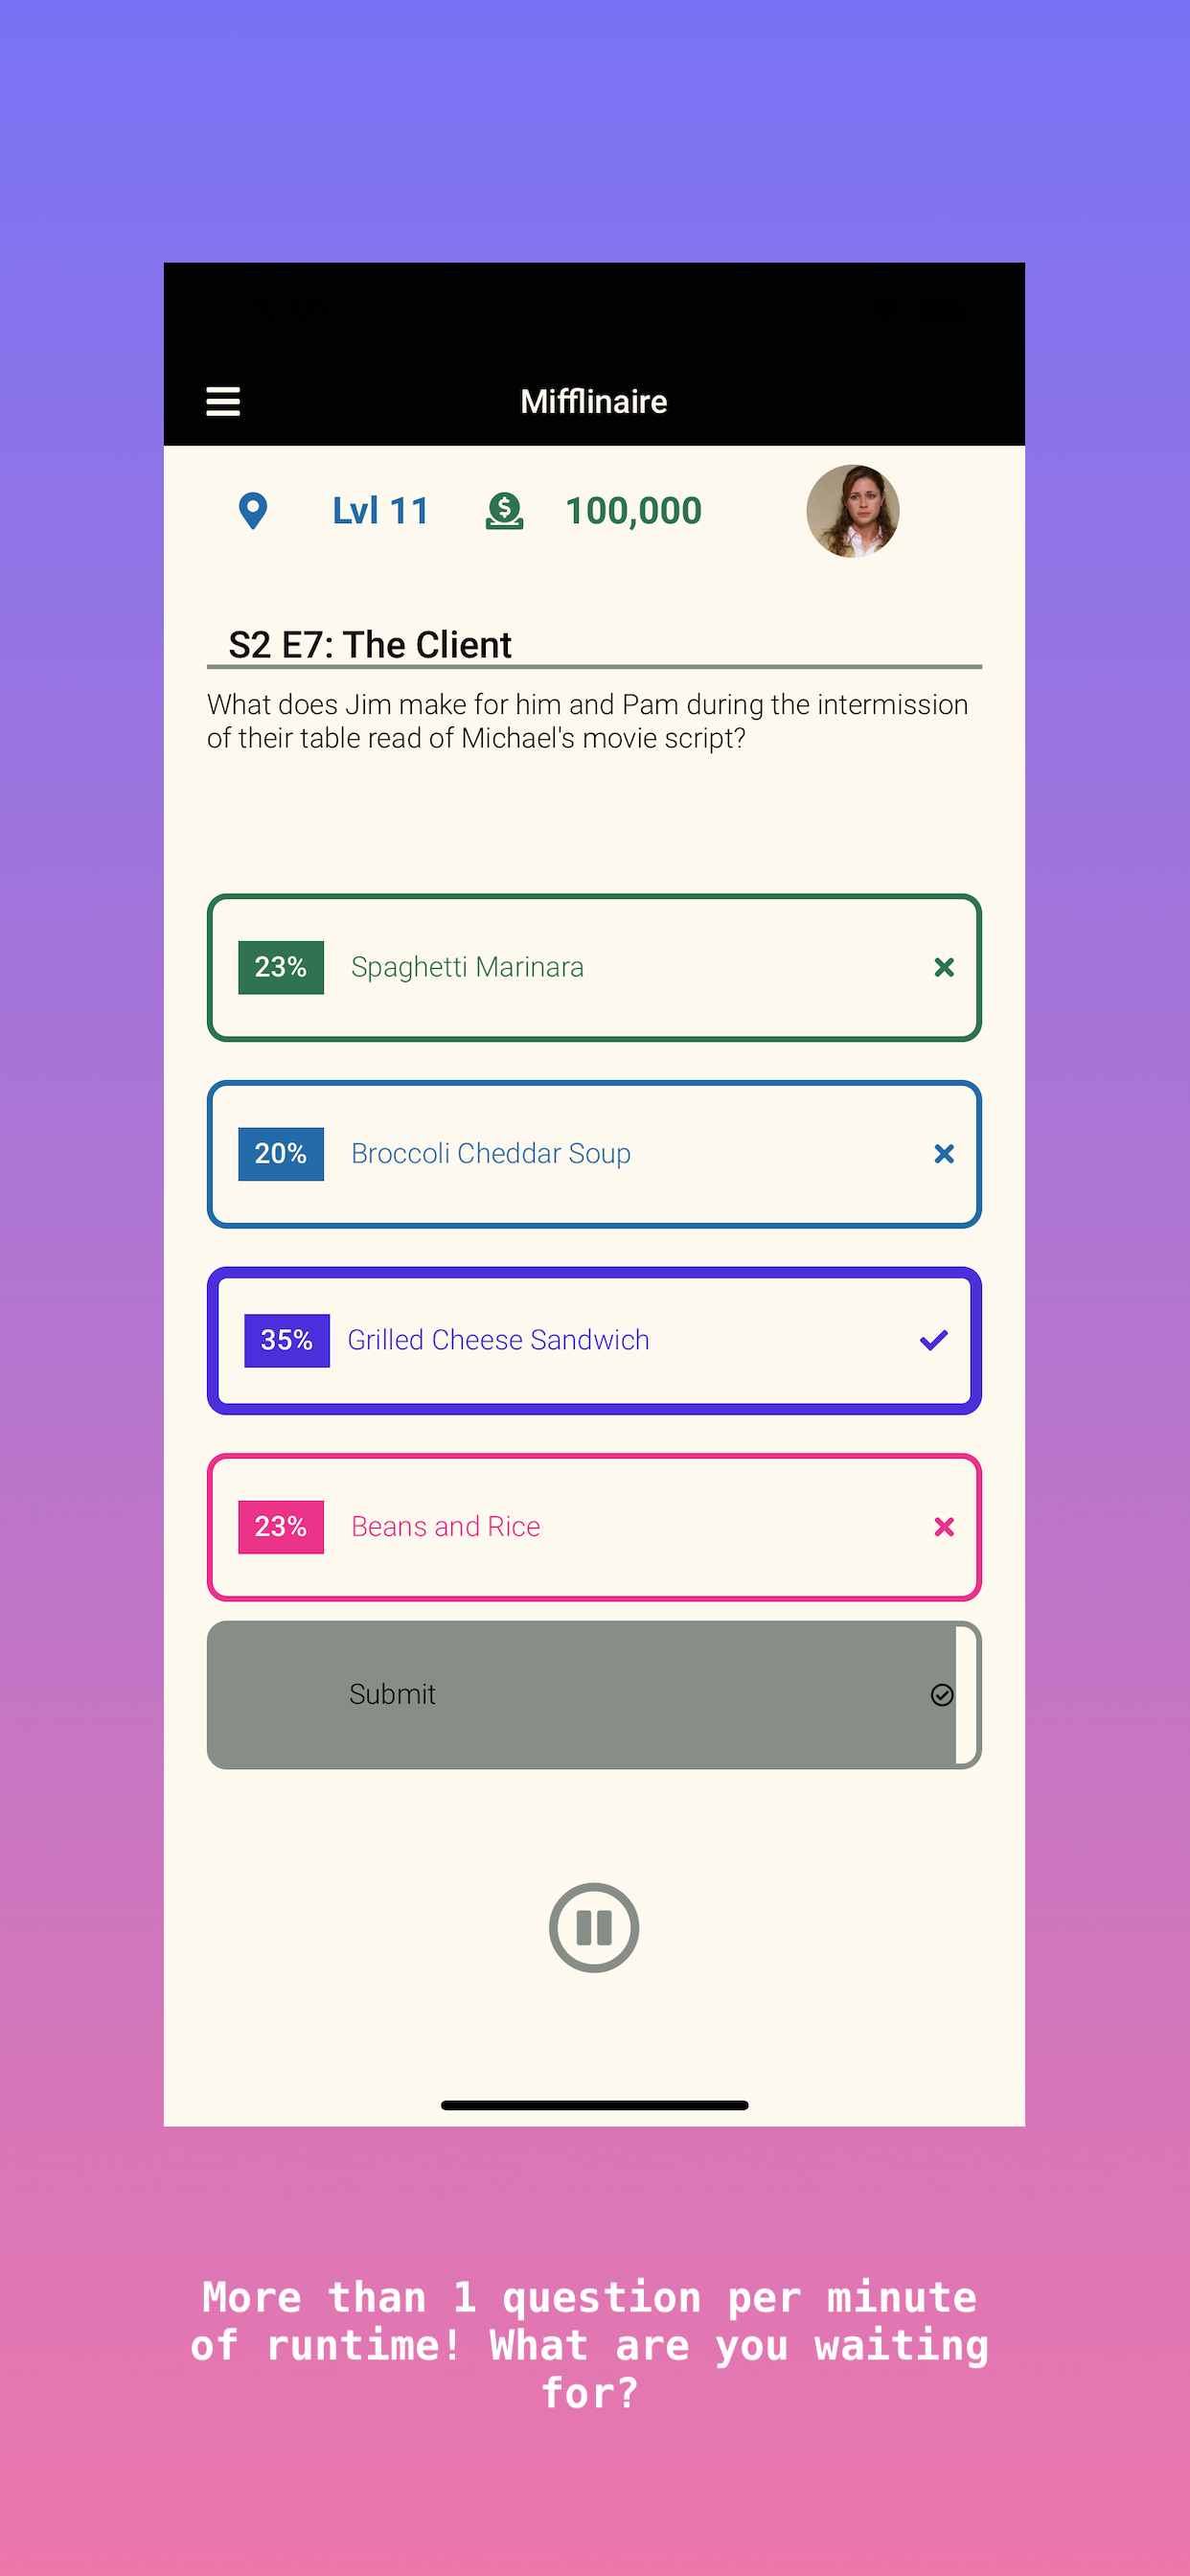 Mifflinaire
Lvl 11
100,000
S2 E7: The Client
What does Jim make for him and Pam during the intermission
of their table read of Michael's movie script?
23% Spaghetti Marinara
20% Broccoli Cheddar Soup
35% Grilled Cheese Sandwich
23% Beans and Rice
Submit
More than 1 question per minute
of runtime! What are you waiting
for?